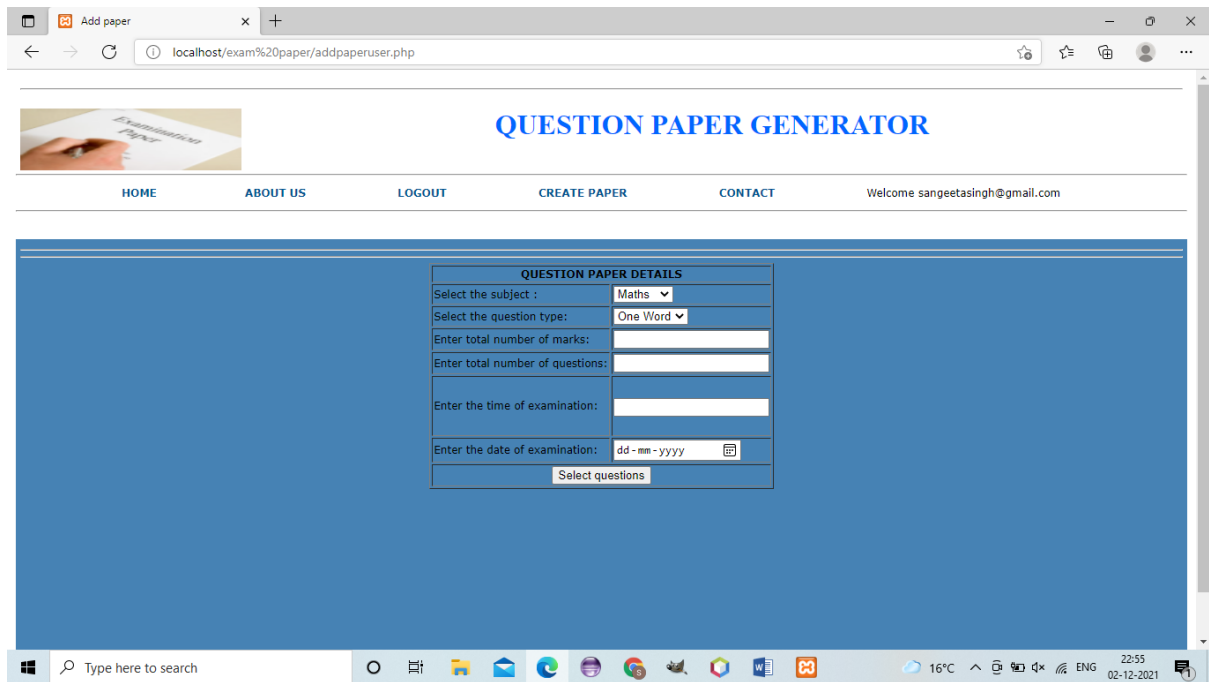 Add paper
localhost/exam%20paper/addpaperuser.php
Examination
Paper
QUESTION PAPER GENERATOR
HOME ABOUT US LOGOUT CREATE PAPER CONTACT Welcome sangeetasingh@gmail.com
QUESTION PAPER DETAILS
Select the subject : Maths
Select the question type: One Word
Enter total number of marks:
Enter total number of questions:
Enter the time of examination:
Enter the date of examination: dd-mm-yyyy
Select questions
Type here to search 16°C ENG 22:55
02-12-2021